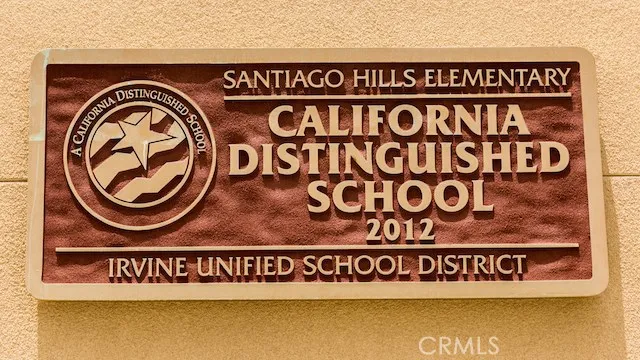 SANTIAGO HILLS ELEMENTARY
A CALIFORNIA DISTINGUISHED SCHOOL
CALIFORNIA
DISTINGUISHED
SCHOOL
2012
IRVINE UNIFIED SCHOOL DISTRICT
CRMLS